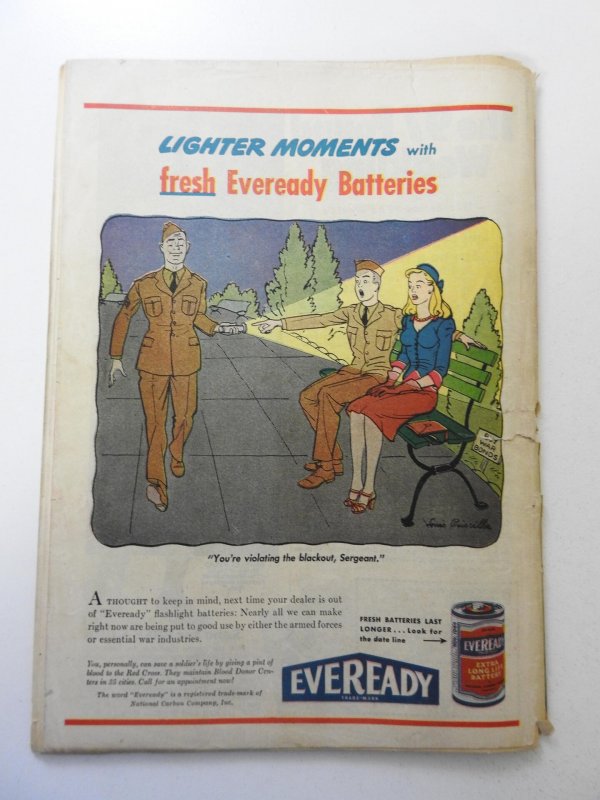 LIGHTER MOMENTS with
fresh Eveready Batteries
BUY
WAR
BONDS
"You're violating the blackout, Sergeant."
A THOUGHT to keep in mind, next time your dealer is out
of "Eveready" flashlight batteries: Nearly all we can make
right now are being put to good use by either the armed forces
or essential war industries.
You, personally, can save a soldier's life by giving a pint of
blood to the Red Cross. They maintain Blood Donor Cen-
ters in 35 cities. Call for an appointment now!
The word "Eveready" is a registered trade-mark of
National Carbon Company, Inc.
FRESH BATTERIES LAST
LONGER... Look for
the date line
EVEREADY
TRADE-MARK
EVEREADY
EXTRA
LONG LIFE
BATTERY